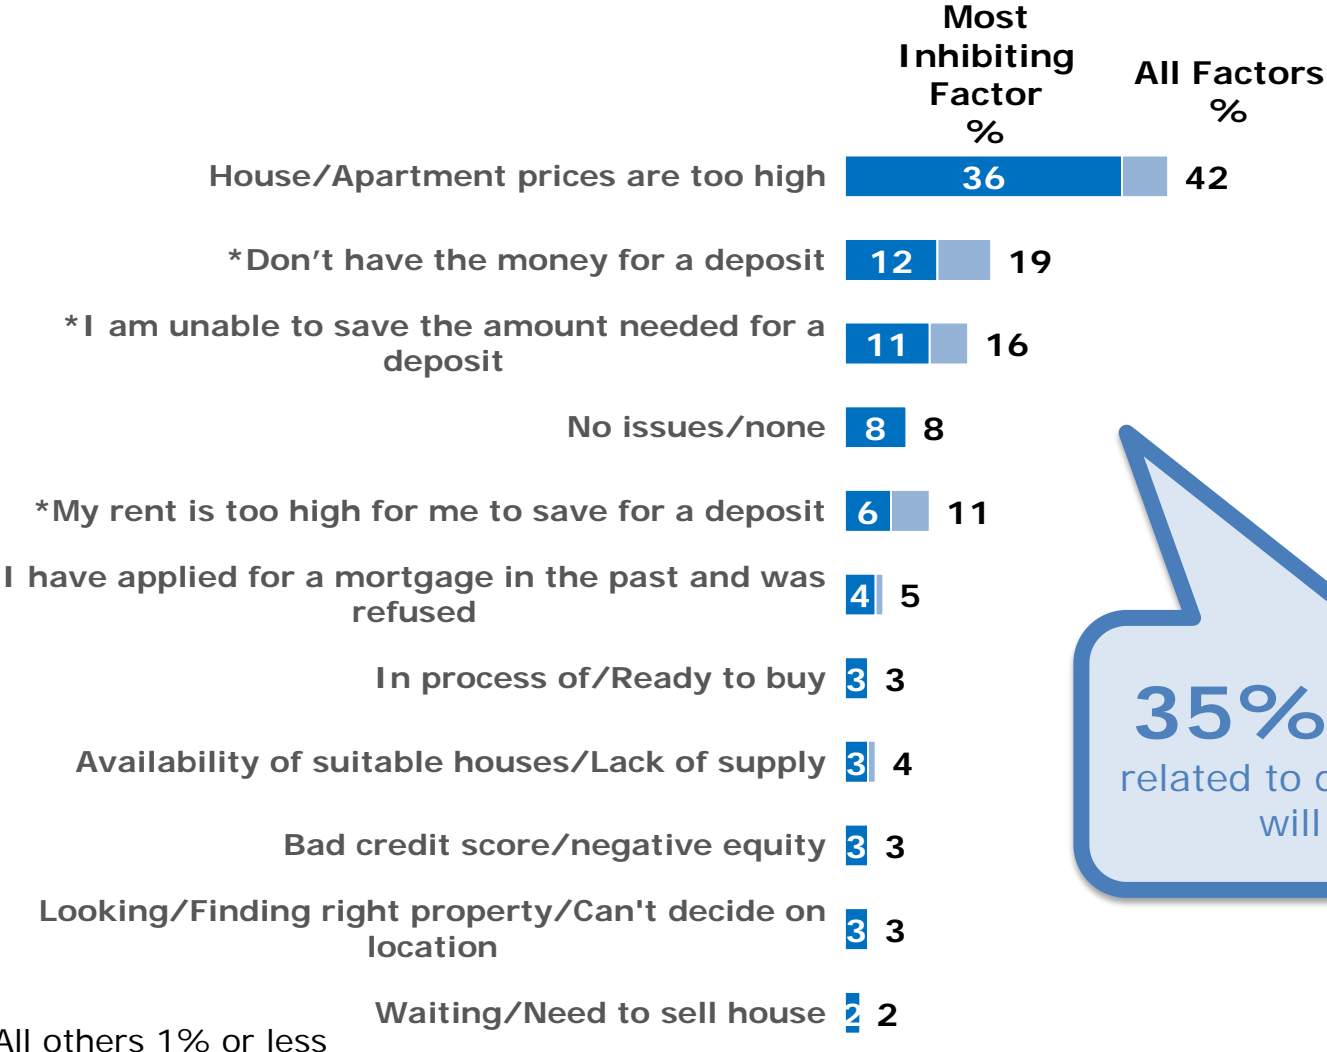 Most
Inhibiting
Factor
%
All Factors
%
House/Apartment prices are too high 36 42
*Don’t have the money for a deposit 12 19
*I am unable to save the amount needed for a
deposit 11 16
No issues/none 8 8
*My rent is too high for me to save for a deposit 6 11
I have applied for a mortgage in the past and was
refused 4 5
In process of/Ready to buy 3 3
Availability of suitable houses/Lack of supply 3 4
Bad credit score/negative equity 3 3
Looking/Finding right property/Can't decide on
location 3 3
Waiting/Need to sell house 2 2
All others 1% or less
35%
related to
will